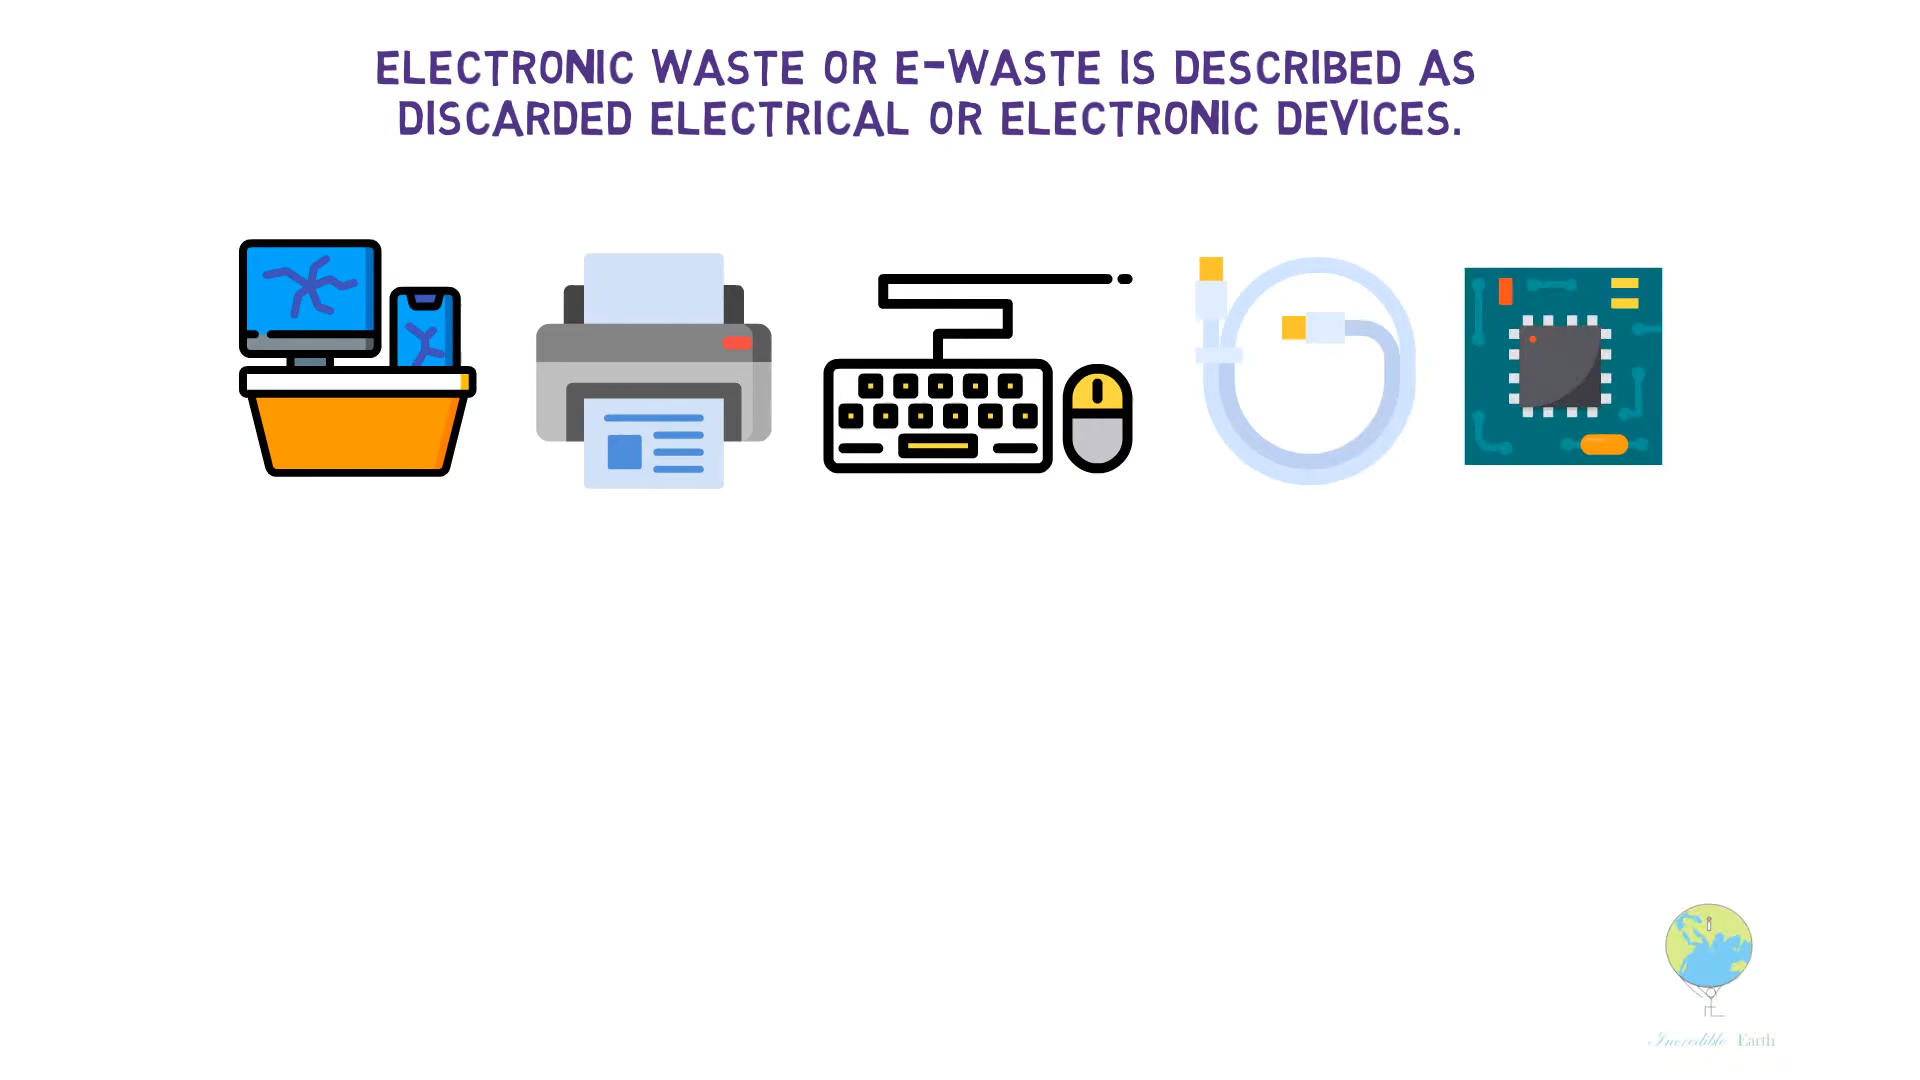 ELECTRONIC WASTE OR E-WASTE IS DESCRIBED AS
DISCARDED ELECTRICAL OR ELECTRONIC DEVICES.
Incredible Earth